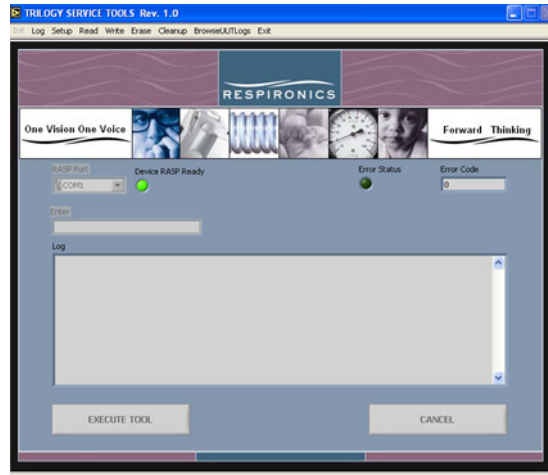 TRILOGY SERVICE TOOLS Rev. 1.0
Init Log Setup Read Write Erase Cleanup BrowseUUTLogs Exit
RESPIRONICS
One Vision One Voice
Forward Thinking
RASP Port
Device RASP Ready
Error Status
Error Code
COM1
0
Enter
Log
EXECUTE TOOL
CANCEL